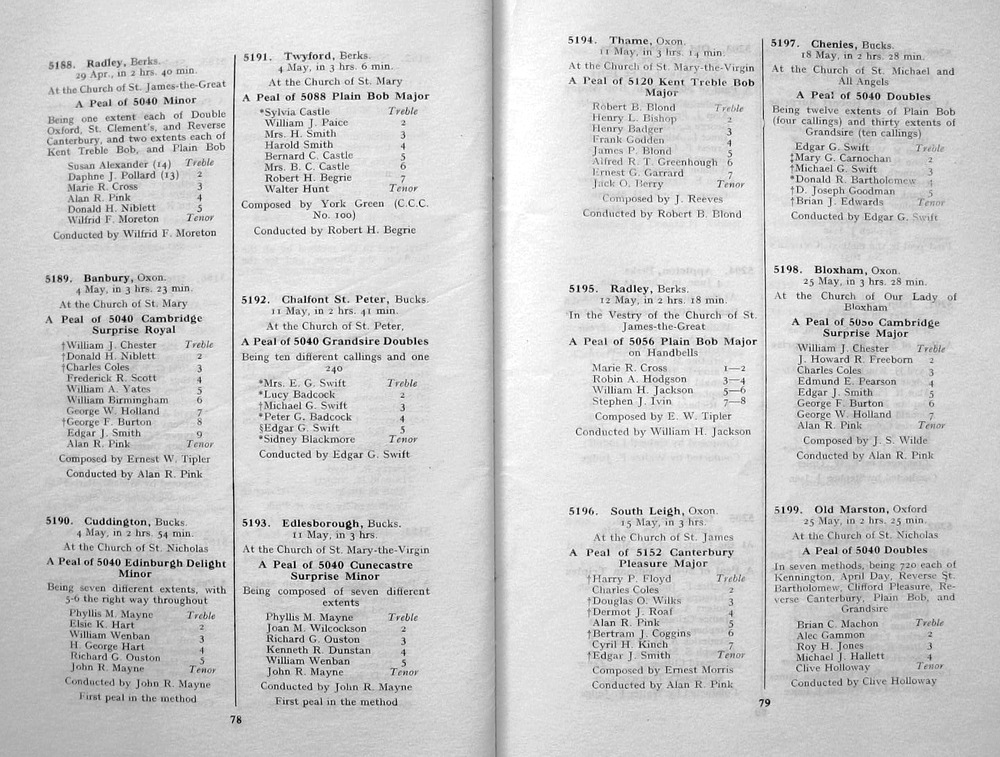 5188. Radley, Berks.
29 Apr., in 2 hrs. 40 min.
At the Church of St. James-the-Great
A Peal of 5040 Minor
Being one extent each of Double
Oxford, St. Clement's, and Reverse
Canterbury, and two extents each of
Kent Treble Bob, and Plain Bob
Susan Alexander (14) Treble
Daphne J. Pollard (13) 2
Marie R. Cross 3
Alan R. Pink 4
Donald H. Niblett 5
Wilfrid F. Moreton Tenor
Conducted by Wilfrid F. Moreton
5189. Banbury, Oxon.
4 May, in 3 hrs. 23 min.
At the Church of St. Mary
A Peal of 5040 Cambridge
Surprise Royal
†William J. Chester Treble
†Donald H. Niblett 2
†Charles Coles 3
Frederick R. Scott 4
William A. Yates 5
William Birmingham 6
George W. Holland 7
†George F. Burton 8
Edgar J. Smith 9
Alan R. Pink Tenor
Composed by Ernest W. Tipler
Conducted by Alan R. Pink
5190. Cuddington, Bucks.
4 May, in 2 hrs. 54 min.
At the Church of St. Nicholas
A Peal of 5040 Edinburgh Delight
Minor
Being seven different extents, with
5-6 the right way throughout
Phyllis M. Mayne Treble
Elsie K. Hart 2
William Wenban 3
H. George Hart 4
Richard G. Ouston 5
John R. Mayne Tenor
Conducted by John R. Mayne
First peal in the method
5191. Twyford, Berks.
4 May, in 3 hrs. 6 min.
At the Church of St. Mary
A Peal of 5088 Plain Bob Major
*Sylvia Castle Treble
William J. Paice 2
Mrs. H. Smith 3
Harold Smith 4
Bernard C. Castle 5
Mrs. B. C. Castle 6
Robert H. Begrie 7
Walter Hunt Tenor
Composed by York Green (C.C.C.
No. 100)
Conducted by Robert H. Begrie
5192. Chalfont St. Peter, Bucks.
11 May, in 2 hrs. 41 min.
At the Church of St. Peter,
A Peal of 5040 Grandsire Doubles
Being ten different callings and one
240
*Mrs. E. G. Swift Treble
*Lucy Badcock 2
†Michael G. Swift 3
*Peter G. Badcock 4
§Edgar G. Swift 5
*Sidney Blackmore Tenor
Conducted by Edgar G. Swift
5193. Edlesborough, Bucks.
11 May, in 3 hrs.
At the Church of St. Mary-the-Virgin
A Peal of 5040 Cunecastre
Surprise Minor
Being composed of seven different
extents
Phyllis M. Mayne Treble
Joan M. Wilcockson 2
Richard G. Ouston 3
Kenneth R. Dunstan 4
William Wenban 5
John R. Mayne Tenor
Conducted by John R. Mayne
First peal in the method
78
5194. Thame, Oxon.
11 May, in 3 hrs. 14 min.
At the Church of St. Mary-the-Virgin
A Peal of 5120 Kent Treble Bob
Major
Robert B. Blond Treble
Henry L. Bishop 2
Henry Badger 3
Frank Godden 4
James P. Blond 5
Alfred R. T. Greenhough 6
Ernest G. Garrard 7
Jack O. Berry Tenor
Composed by J. Reeves
Conducted by Robert B. Blond
5195. Radley, Berks.
12 May, in 2 hrs. 18 min.
In the Vestry of the Church of St.
James-the-Great
A Peal of 5056 Plain Bob Major
on Handbells
Marie R. Cross 1—2
Robin A. Hodgson 3—4
William H. Jackson 5—6
Stephen J. Ivin 7—8
Composed by E. W. Tipler
Conducted by William H. Jackson
5196. South Leigh, Oxon.
15 May, in 3 hrs.
At the Church of St. James
A Peal of 5152 Canterbury
Pleasure Major
†Harry P. Floyd Treble
Charles Coles 2
†Douglas O. Wilks 3
†Dermot J. Roaf 4
Alan R. Pink 5
†Bertram J. Coggins 6
Cyril H. Kinch 7
†Edgar J. Smith Tenor
Composed by Ernest Morris
Conducted by Alan R. Pink
5197. Chenies, Bucks.
18 May, in 2 hrs. 28 min.
At the Church of St. Michael and
All Angels
A Peal of 5040 Doubles
Being twelve extents of Plain Bob
(four callings) and thirty extents of
Grandsire (ten callings)
Edgar G. Swift Treble
‡Mary G. Carnochan 2
†Michael G. Swift 3
*Donald R. Bartholomew 4
†D. Joseph Goodman 5
†Brian J. Edwards Tenor
Conducted by Edgar G. Swift
5198. Bloxham, Oxon.
25 May, in 3 hrs. 28 min.
At the Church of Our Lady of
Bloxham
A Peal of 5050 Cambridge
Surprise Major
William J. Chester Treble
J. Howard R. Freeborn 2
Charles Coles 3
Edmund E. Pearson 4
Edgar J. Smith 5
George F. Burton 6
George W. Holland 7
Alan R. Pink Tenor
Composed by J. S. Wilde
Conducted by Alan R. Pink
5199. Old Marston, Oxford
25 May, in 2 hrs. 25 min.
At the Church of St. Nicholas
A Peal of 5040 Doubles
In seven methods, being 720 each of
Kennington, April Day, Reverse St.
Bartholomew, Clifford Pleasure, Re-
verse Canterbury, Plain Bob, and
Grandsire
Brian C. Machon Treble
Alec Gammon 2
Roy H. Jones 3
Michael J. Hallett 4
Clive Holloway Tenor
Conducted by Clive Holloway
79